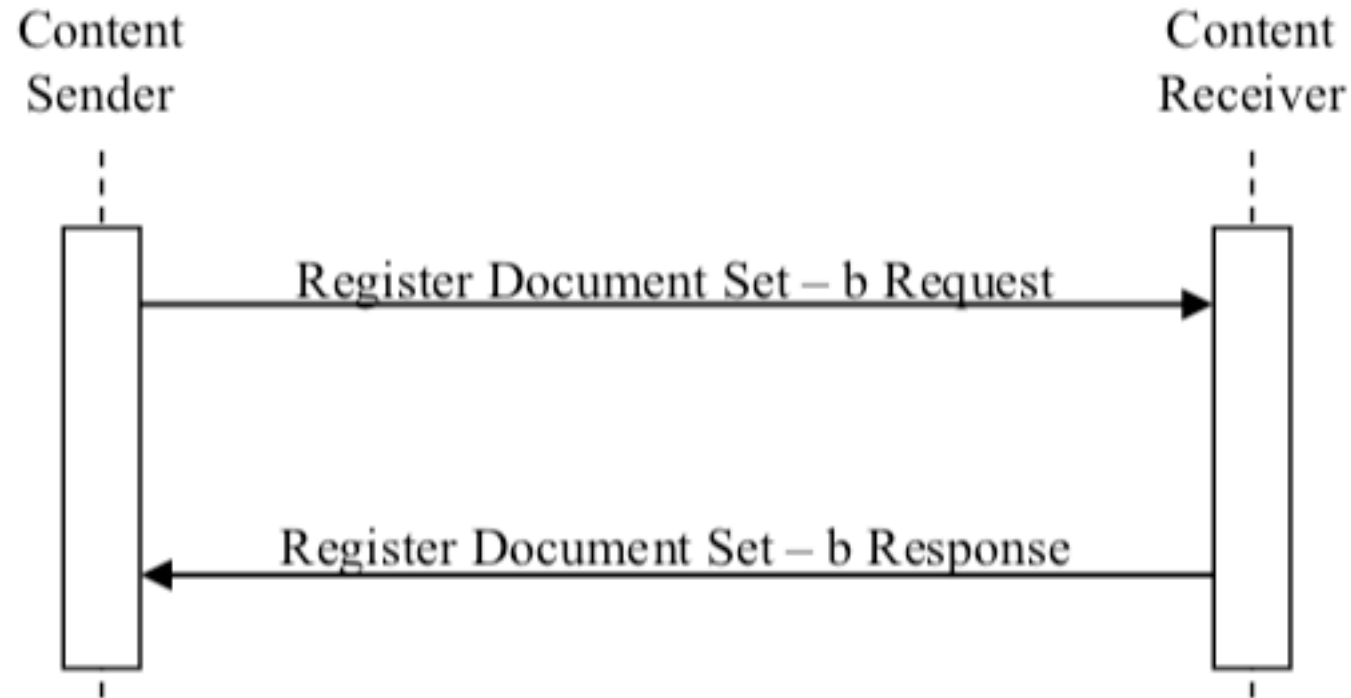 Content
Sender
Content
Receiver
Register Document Set – b Request
Register Document Set – b Response